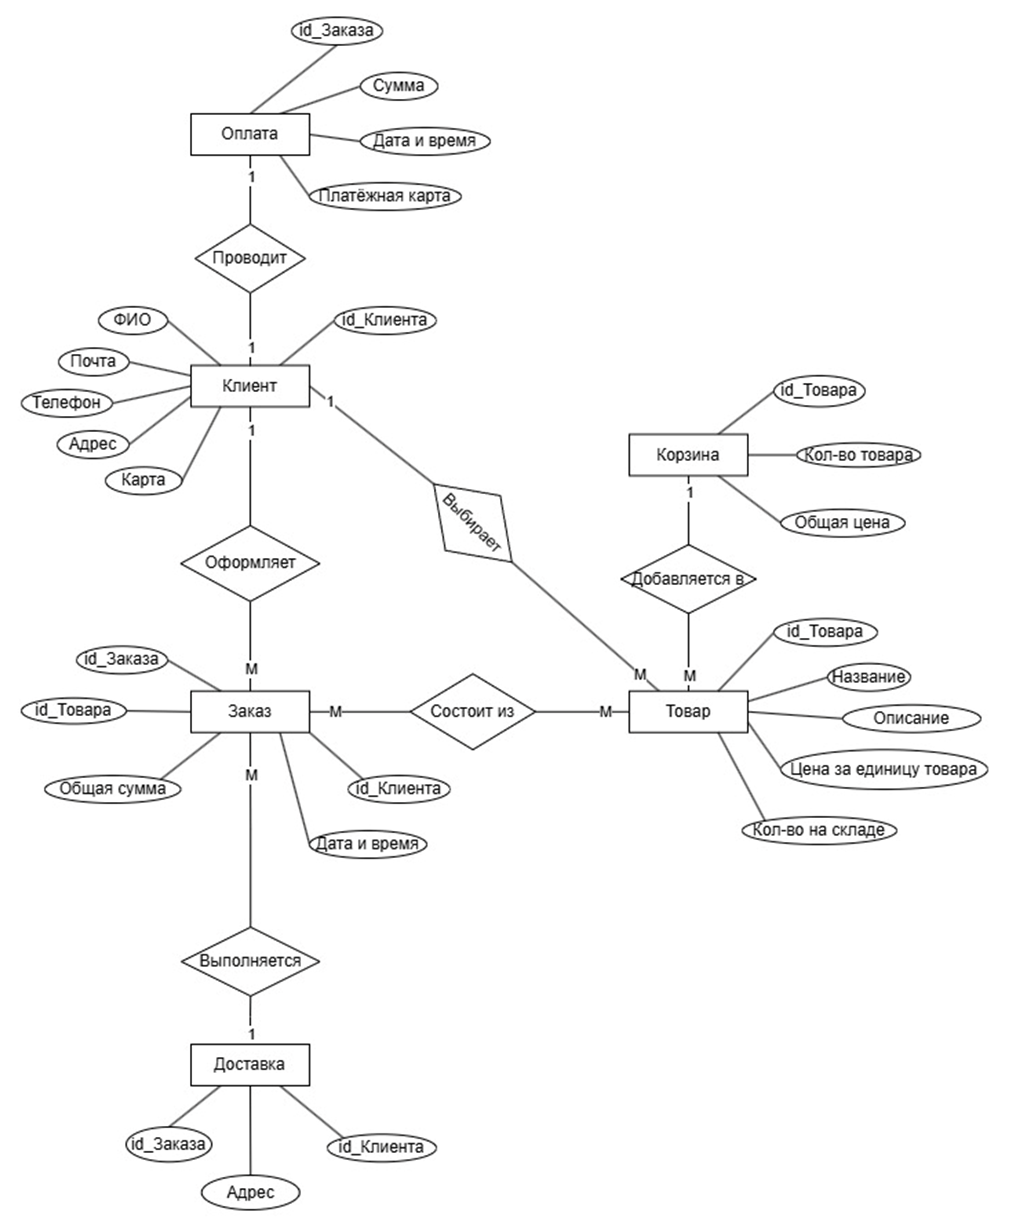 id_Заказа
Сумма
Оплата
Дата и время
1
Платёжная карта
Проводит
ФИО
id_Клиента
1
Почта
Клиент
Телефон
1
id_Товара
Адрес
1
Корзина
Кол-во товара
Карта
1
Выбирает
Общая цена
Оформляет
Добавляется в
id_Товара
id_Заказа
М
М
М
Название
id_Товара
Заказ
М
Состоит из
М
Товар
Описание
М
Цена за единицу товара
Общая сумма
id_Клиента
Кол-во на складе
Дата и время
Выполняется
1
Доставка
id_Заказа
id_Клиента
Адрес